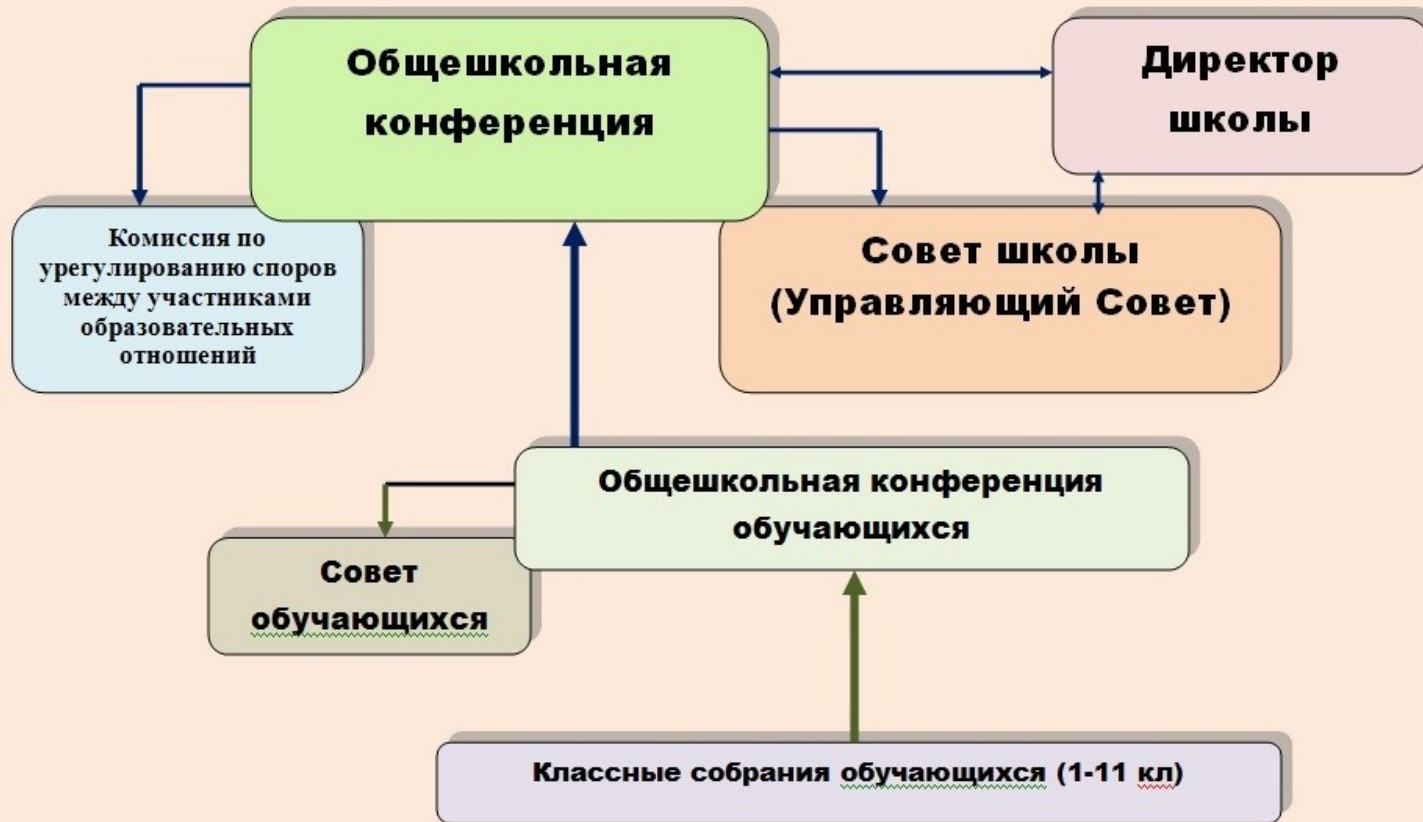 Общешкольная
конференция
Директор
школы
Комиссия по
урегулированию споров
между участниками
образовательных
отношений
Совет школы
(Управляющий Совет)
Общешкольная конференция
обучающихся
Совет
обучающихся
Классные собрания обучающихся (1-11 кл)